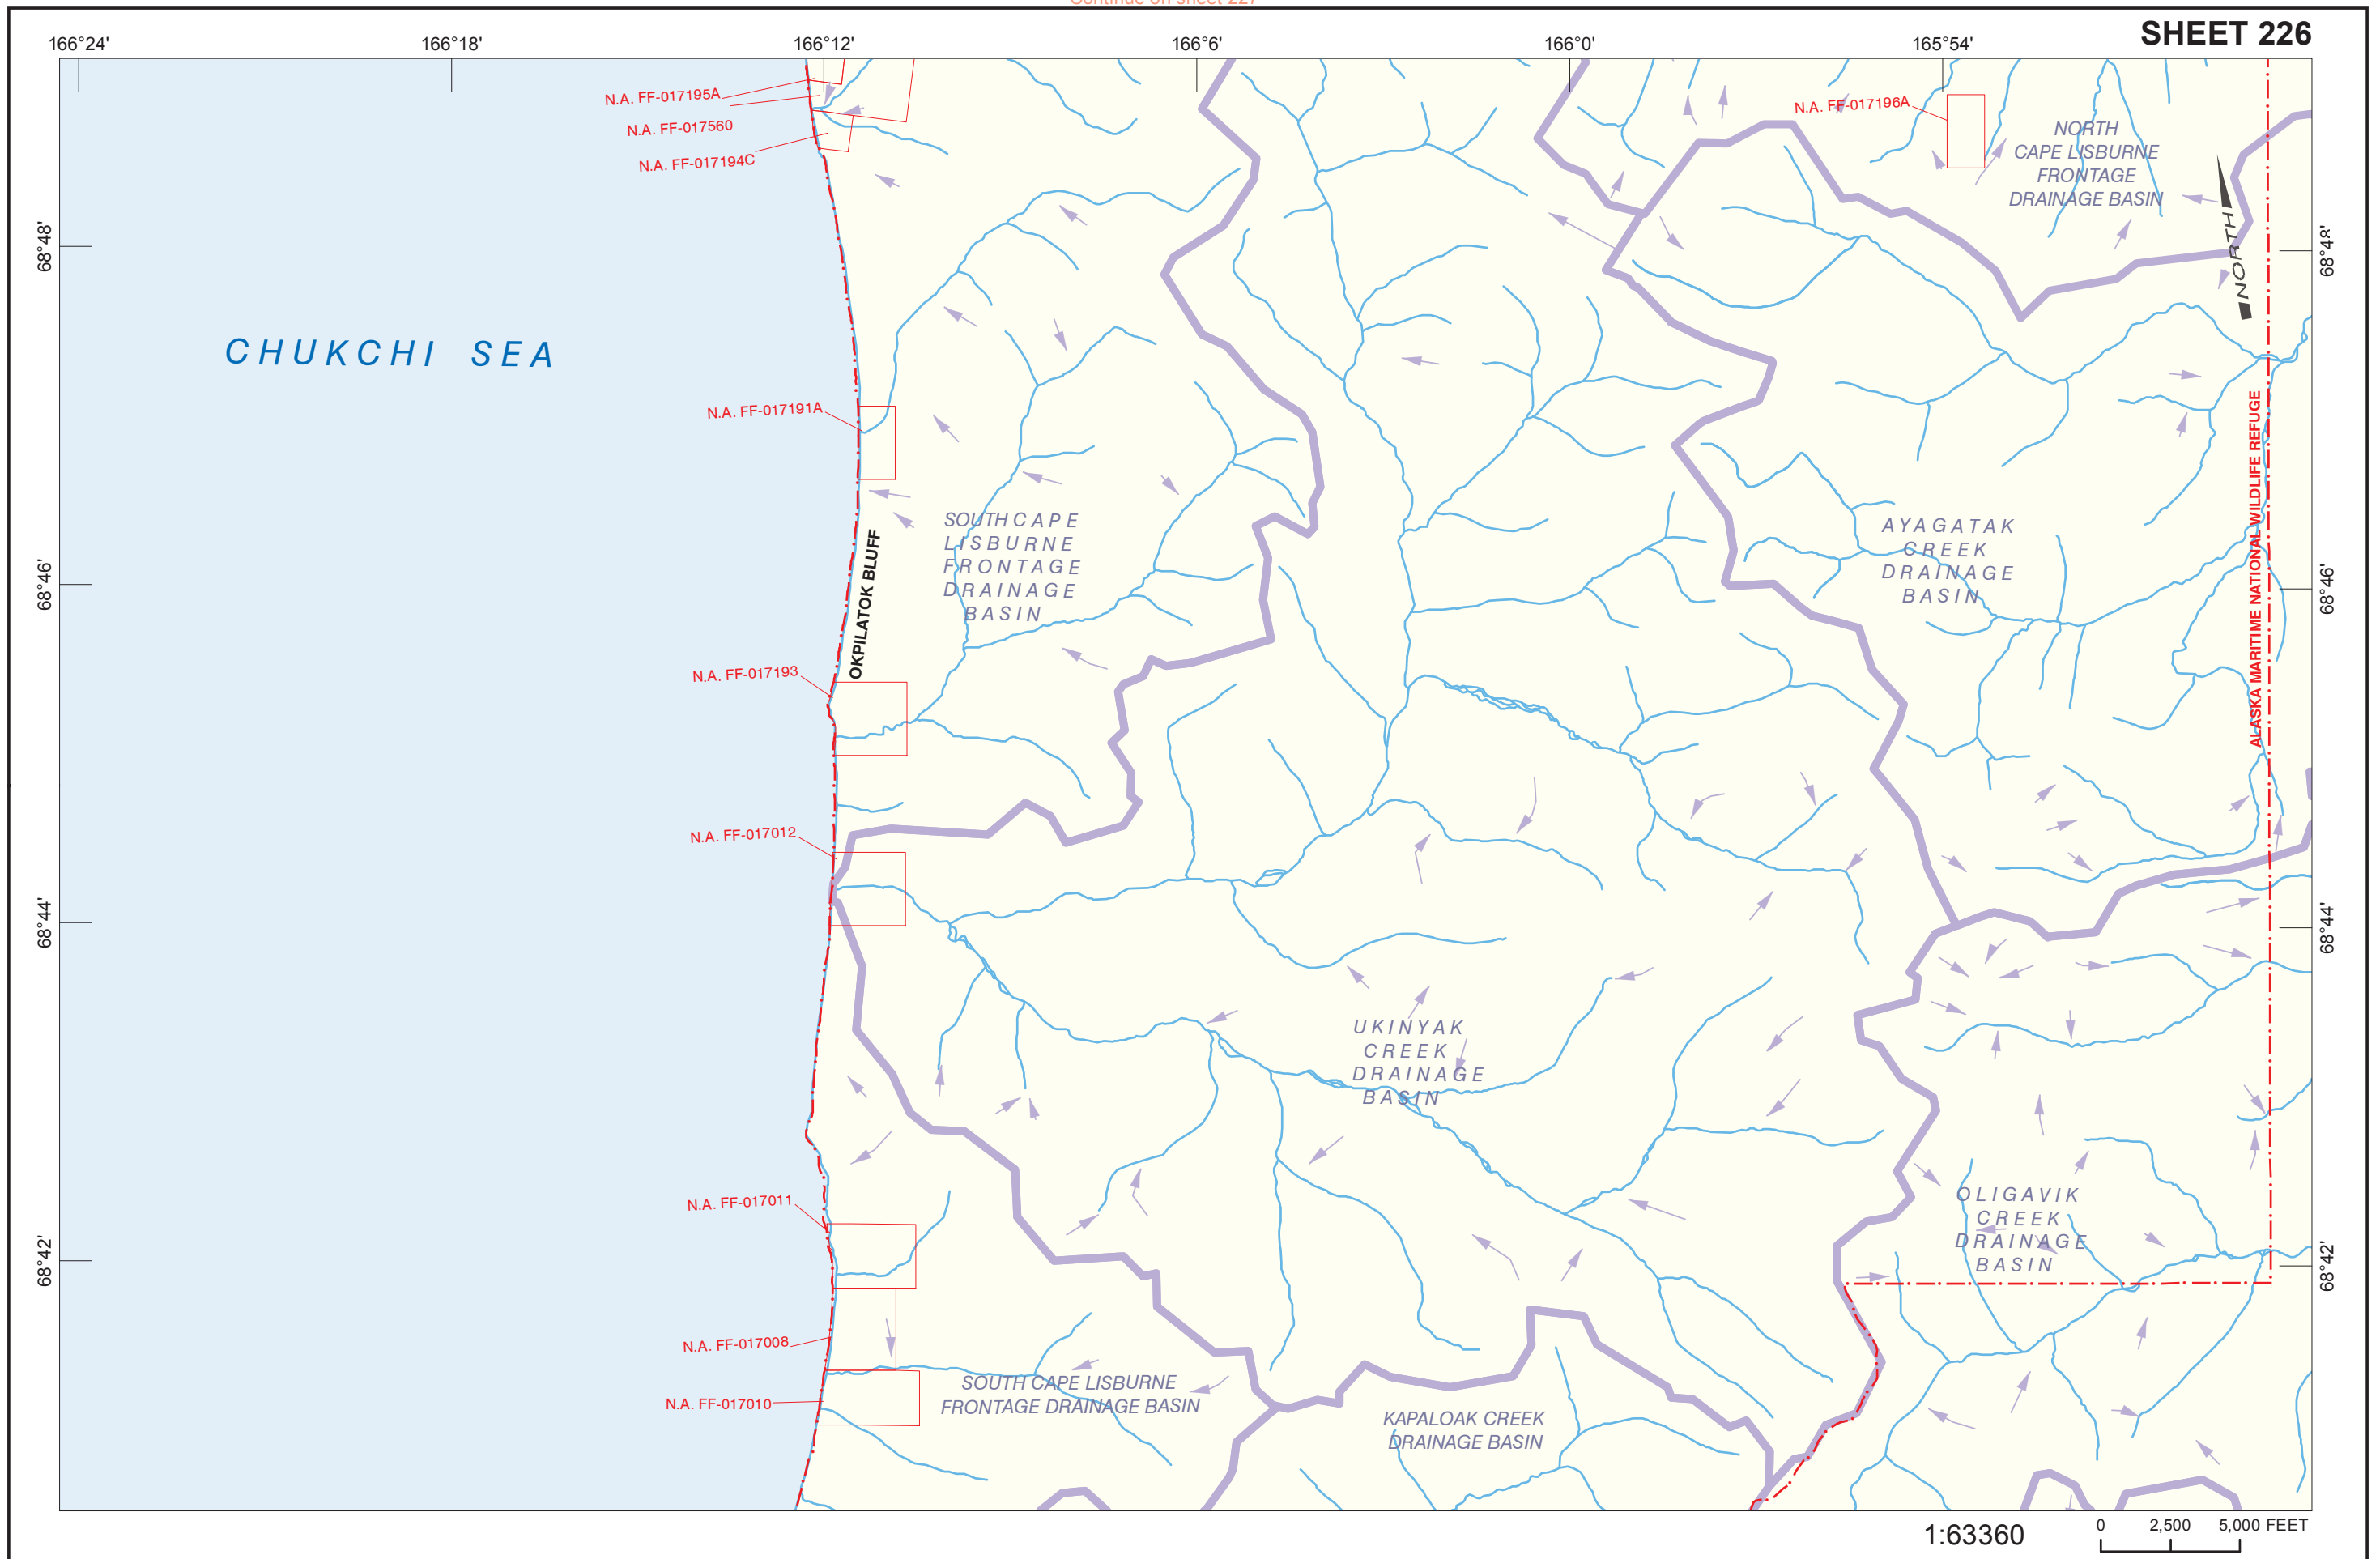 Continue on sheet 227
SHEET 226
166°24'
166°18'
166°12'
166°6'
166°0'
165°54'
N.A. FF-017195A
N.A. FF-017560
N.A. FF-017194C
N.A. FF-017196A
NORTH
CAPE LISBURNE
FRONTAGE
DRAINAGE BASIN
NORTH
68°48'
68°48'
CHUKCHI SEA
N.A. FF-017191A
ALASKA MARITIME NATIONAL WILDLIFE REFUGE
OKPILATOK BLUFF
SOUTH CAPE
LISBURNE
FRONTAGE
DRAINAGE
BASIN
AYAGATAK
CREEK
DRAINAGE
BASIN
68°46'
68°46'
N.A. FF-017193
N.A. FF-017012
68°44'
68°44'
UKINYAK
CREEK
DRAINAGE
BASIN
N.A. FF-017011
OLIGAVIK
CREEK
DRAINAGE
BASIN
68°42'
68°42'
N.A. FF-017008
N.A. FF-017010
SOUTH CAPE LISBURNE
FRONTAGE DRAINAGE BASIN
KAPALOAK CREEK
DRAINAGE BASIN
1:63360
0 2,500 5,000 FEET